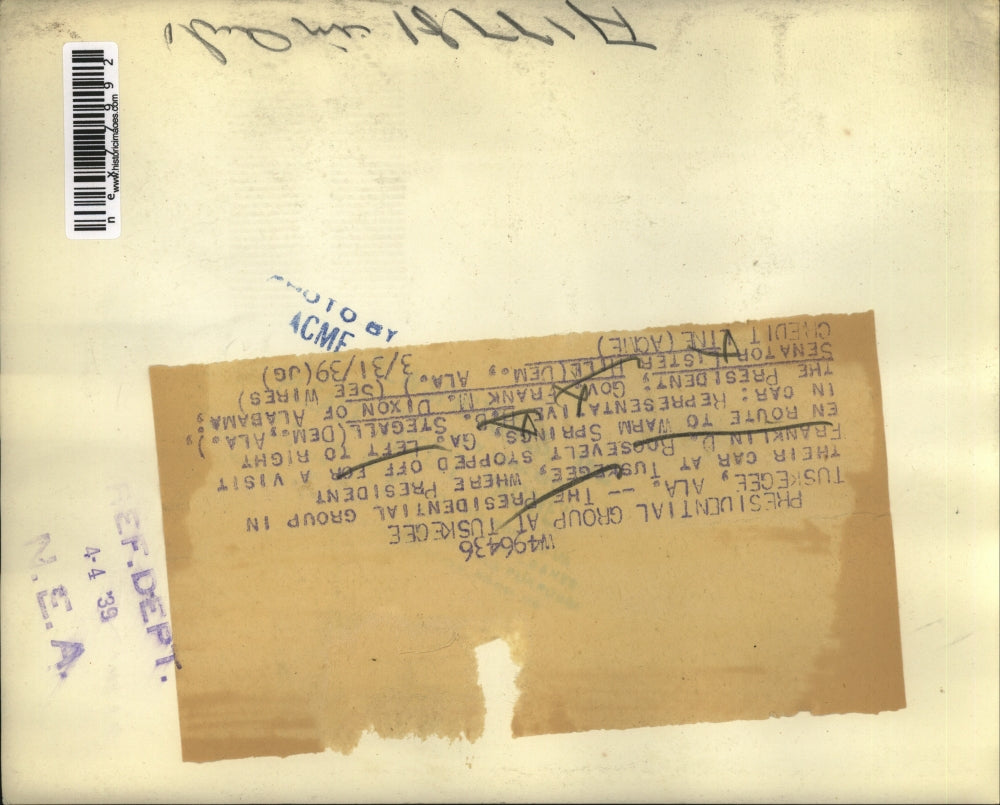 W496436
PRESIDENTIAL GROUP AT TUSKEGEE
TUSKEGEE, ALA. -- THE PRESIDENTIAL GROUP IN
THEIR CAR AT TUSKEGEE, WHERE PRESIDENT
FRANKLIN D. ROOSEVELT STOPPED OFF FOR A VISIT
EN ROUTE TO WARM SPRINGS, GA. LEFT TO RIGHT
IN CAR: REPRESENTATIVE STEGALL (DEM., ALA.),
THE PRESIDENT, GOV. FRANK M. DIXON OF ALABAMA,
SENATOR LISTER HILL (DEM., ALA.) (SEE WIRES)
CREDIT LINE (ACME) 3/31/39 (JG)
PHOTO BY
ACME
REF. DEPT.
4-4 '39
N.E.A.
www.historicimages.com